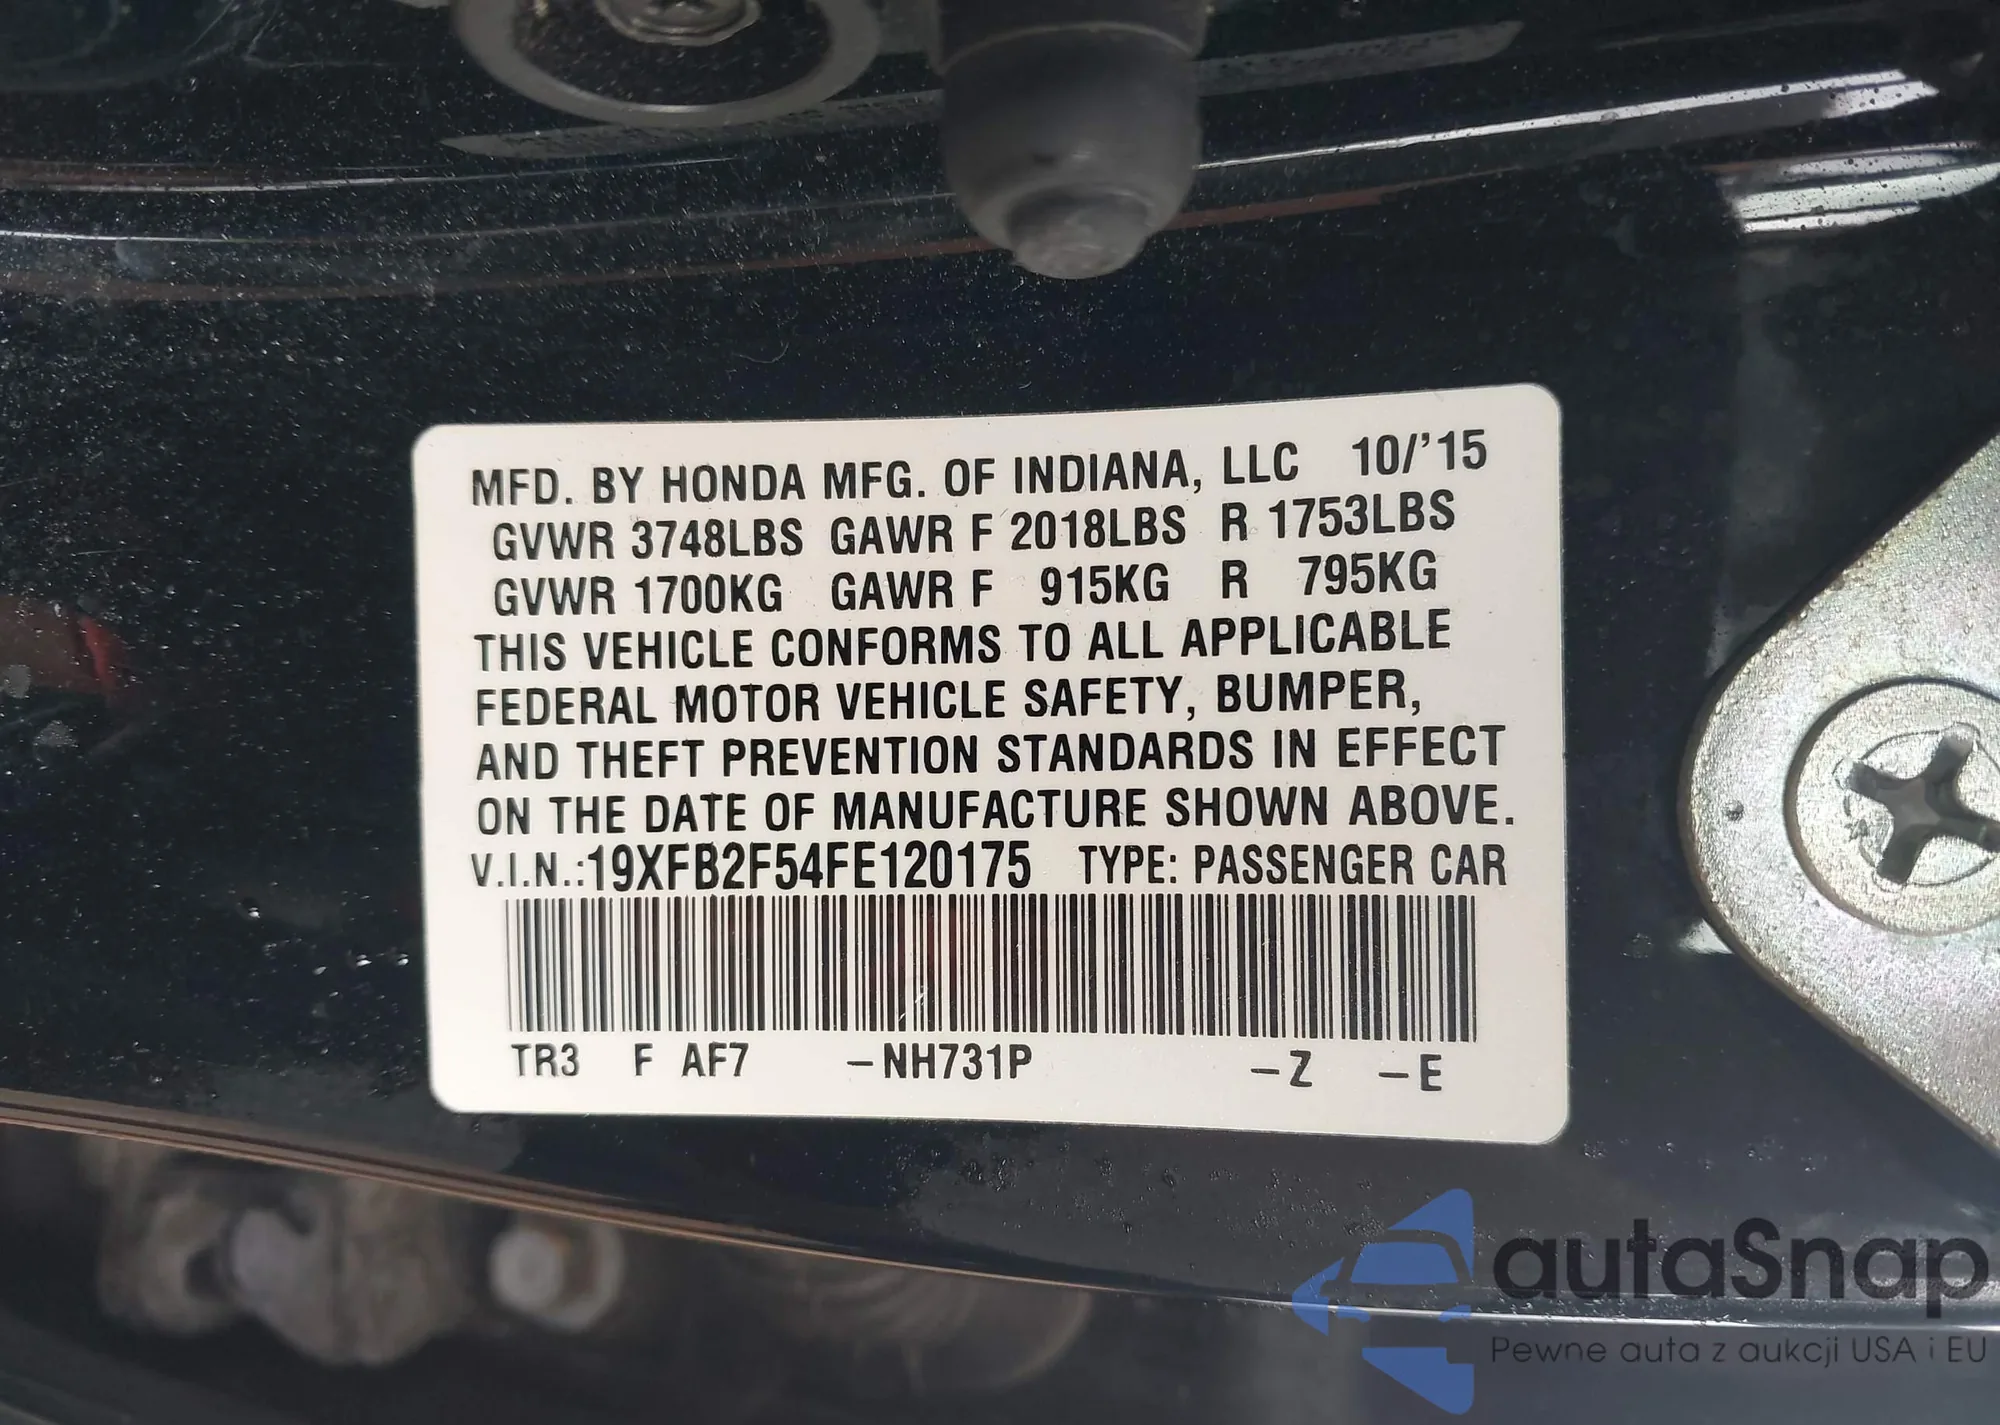 MFD. BY HONDA MFG. OF INDIANA, LLC 10/'15
GVWR 3748LBS GAWR F 2018LBS R 1753LBS
GVWR 1700KG GAWR F 915KG R 795KG
THIS VEHICLE CONFORMS TO ALL APPLICABLE
FEDERAL MOTOR VEHICLE SAFETY, BUMPER,
AND THEFT PREVENTION STANDARDS IN EFFECT
ON THE DATE OF MANUFACTURE SHOWN ABOVE.
V.I.N.:19XFB2F54FE120175 TYPE: PASSENGER CAR
TR3 F AF7 –NH731P –Z –E
autaSnap
Pewne auta z aukcji USA i EU